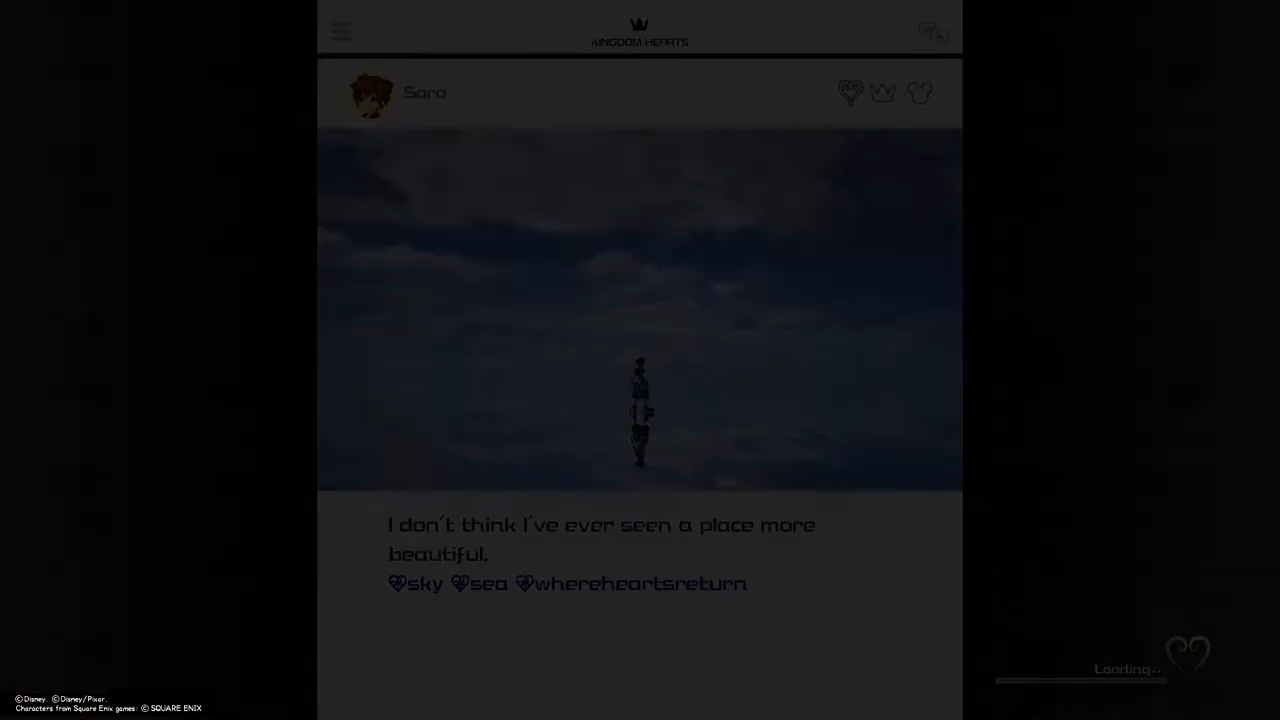 KINGDOM HEARTS
Sora
I don't think I've ever seen a place more
beautiful.
sky sea whereheartsreturn
Loading..
©Disney. ©Disney/Pixar.
Characters from Square Enix games: © SQUARE ENIX